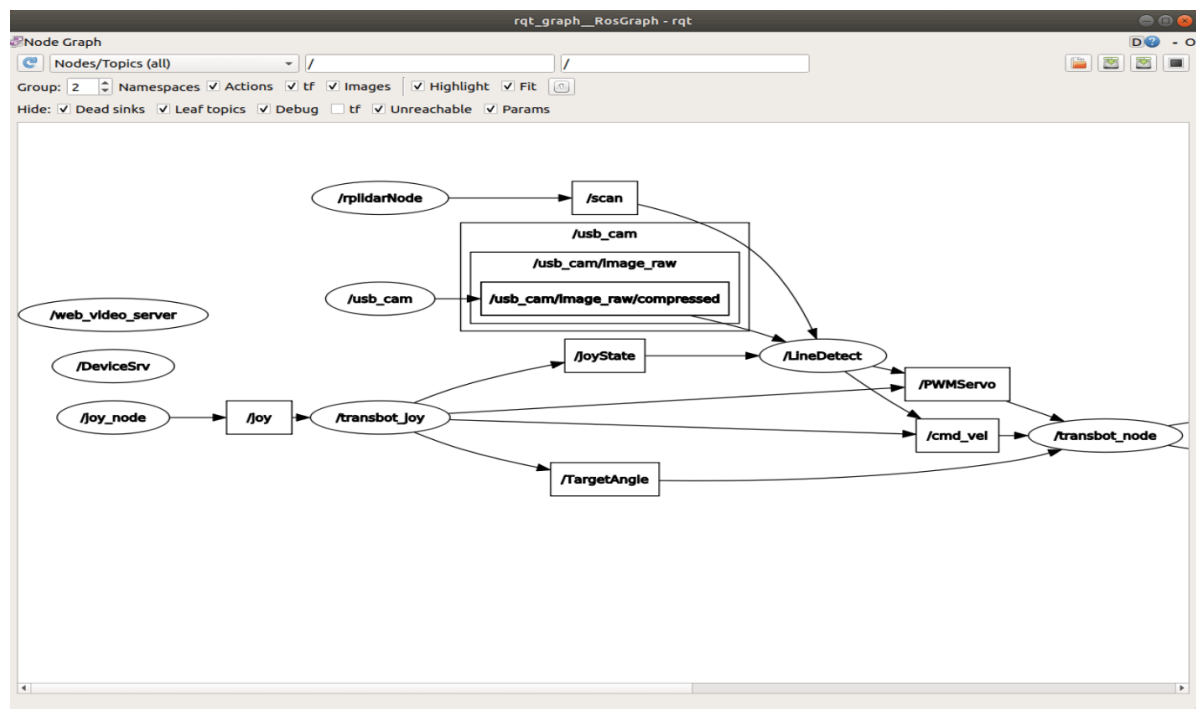 rqt_graph__RosGraph - rqt
Node Graph
D? - O
Nodes/Topics (all) / /
Group: 2 Namespaces Actions tf Images Highlight Fit
Hide: Dead sinks Leaf topics Debug tf Unreachable Params
/rplidarNode
/scan
/usb_cam
/usb_cam/image_raw
/usb_cam
/usb_cam/image_raw/compressed
/web_video_server
/JoyState
/LineDetect
/DeviceSrv
/PWMServo
/joy_node
/joy
/transbot_joy
/cmd_vel
/transbot_node
/TargetAngle